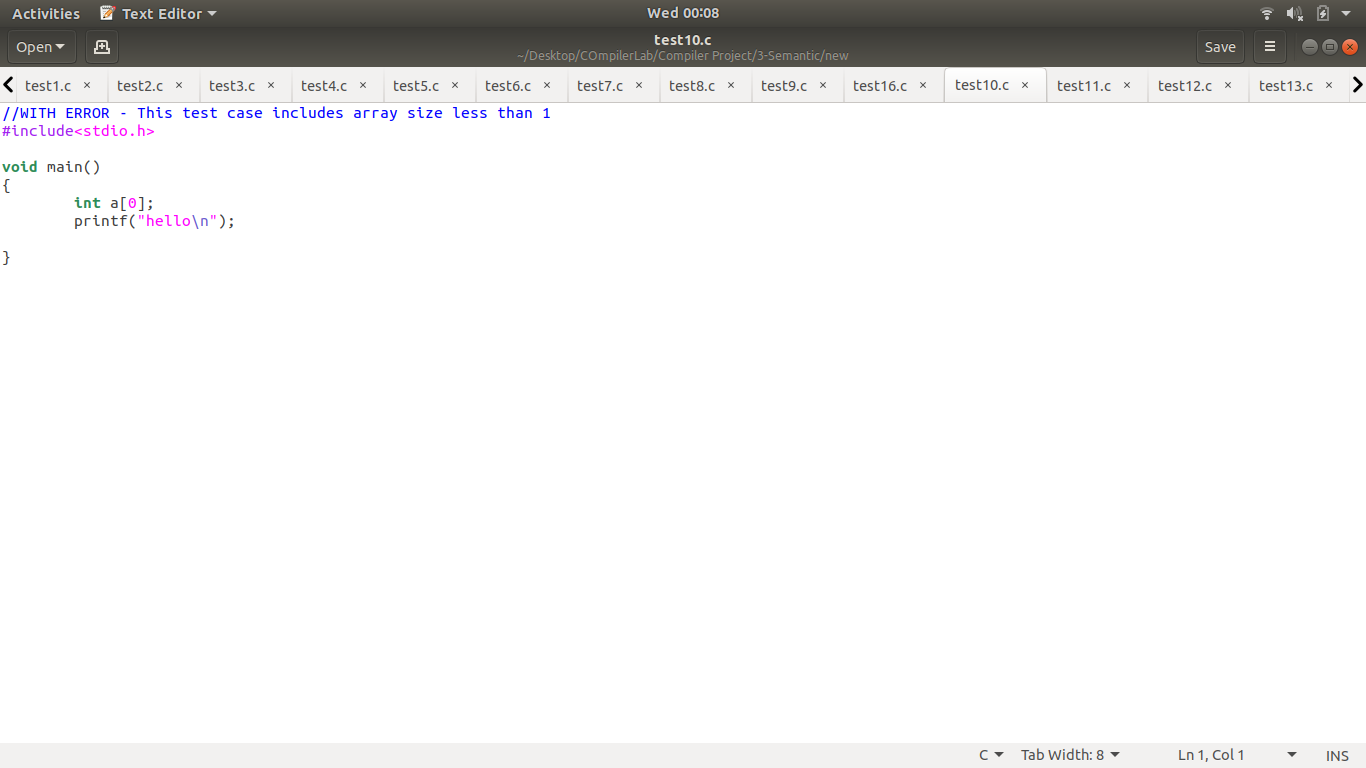 Activities Text Editor Wed 00:08
Open test10.c Save
~/Desktop/COmpilerLab/Compiler Project/3-Semantic/new
test1.c × test2.c × test3.c × test4.c × test5.c × test6.c × test7.c × test8.c × test9.c × test16.c × test10.c × test11.c × test12.c × test13.c ×
//WITH ERROR - This test case includes array size less than 1
#include<stdio.h>
void main()
{
        int a[0];
        printf("hello\n");
}
C Tab Width: 8 Ln 1, Col 1 INS